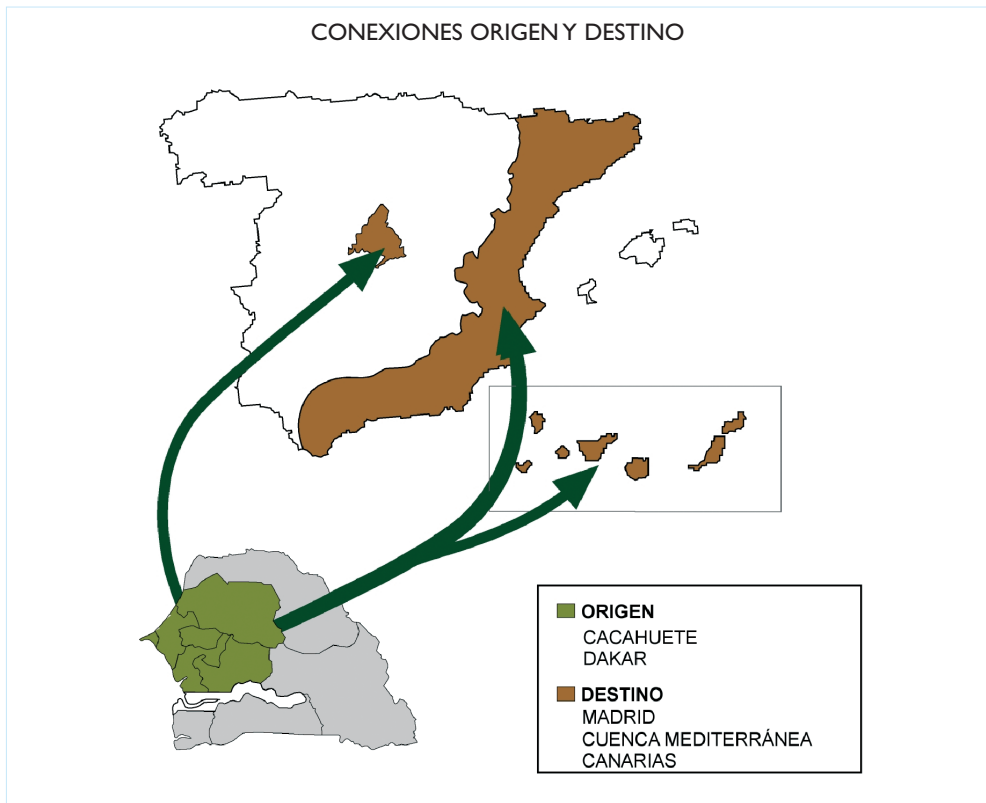 CONEXIONES ORIGEN Y DESTINO
ORIGEN
CACAHUETE
DAKAR
DESTINO
MADRID
CUENCA MEDITERRÁNEA
CANARIAS